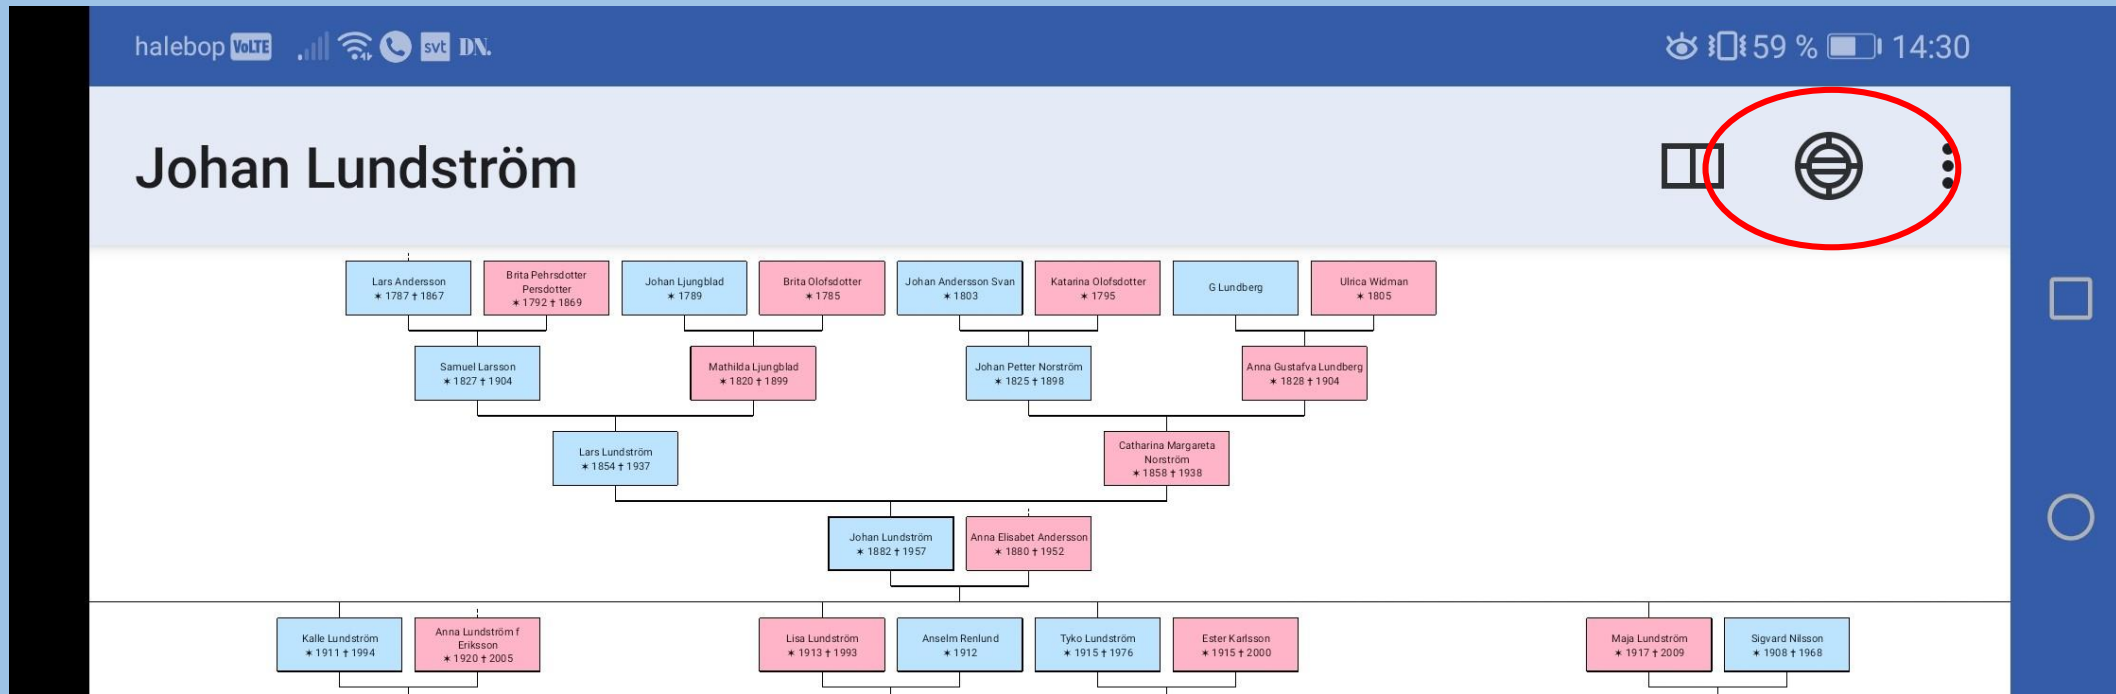 halebop VoLTE svt DN. 59 % 14:30
Johan Lundström
Lars Andersson
✶ 1787 † 1867
Brita Pehrsdotter
Persdotter
✶ 1792 † 1869
Johan Ljungblad
✶ 1789
Brita Olofsdotter
✶ 1785
Johan Andersson Svan
✶ 1803
Katarina Olofsdotter
✶ 1795
G Lundberg
Ulrica Widman
✶ 1805
Samuel Larsson
✶ 1827 † 1904
Mathilda Ljungblad
✶ 1820 † 1899
Johan Petter Norström
✶ 1825 † 1898
Anna Gustafva Lundberg
✶ 1828 † 1904
Lars Lundström
✶ 1854 † 1937
Catharina Margareta
Norström
✶ 1858 † 1938
Johan Lundström
✶ 1882 † 1957
Anna Elisabet Andersson
✶ 1880 † 1952
Kalle Lundström
✶ 1911 † 1994
Anna Lundström f
Eriksson
✶ 1920 † 2005
Lisa Lundström
✶ 1913 † 1993
Anselm Renlund
✶ 1912
Tyko Lundström
✶ 1915 † 1976
Ester Karlsson
✶ 1915 † 2000
Maja Lundström
✶ 1917 † 2009
Sigvard Nilsson
✶ 1908 † 1968